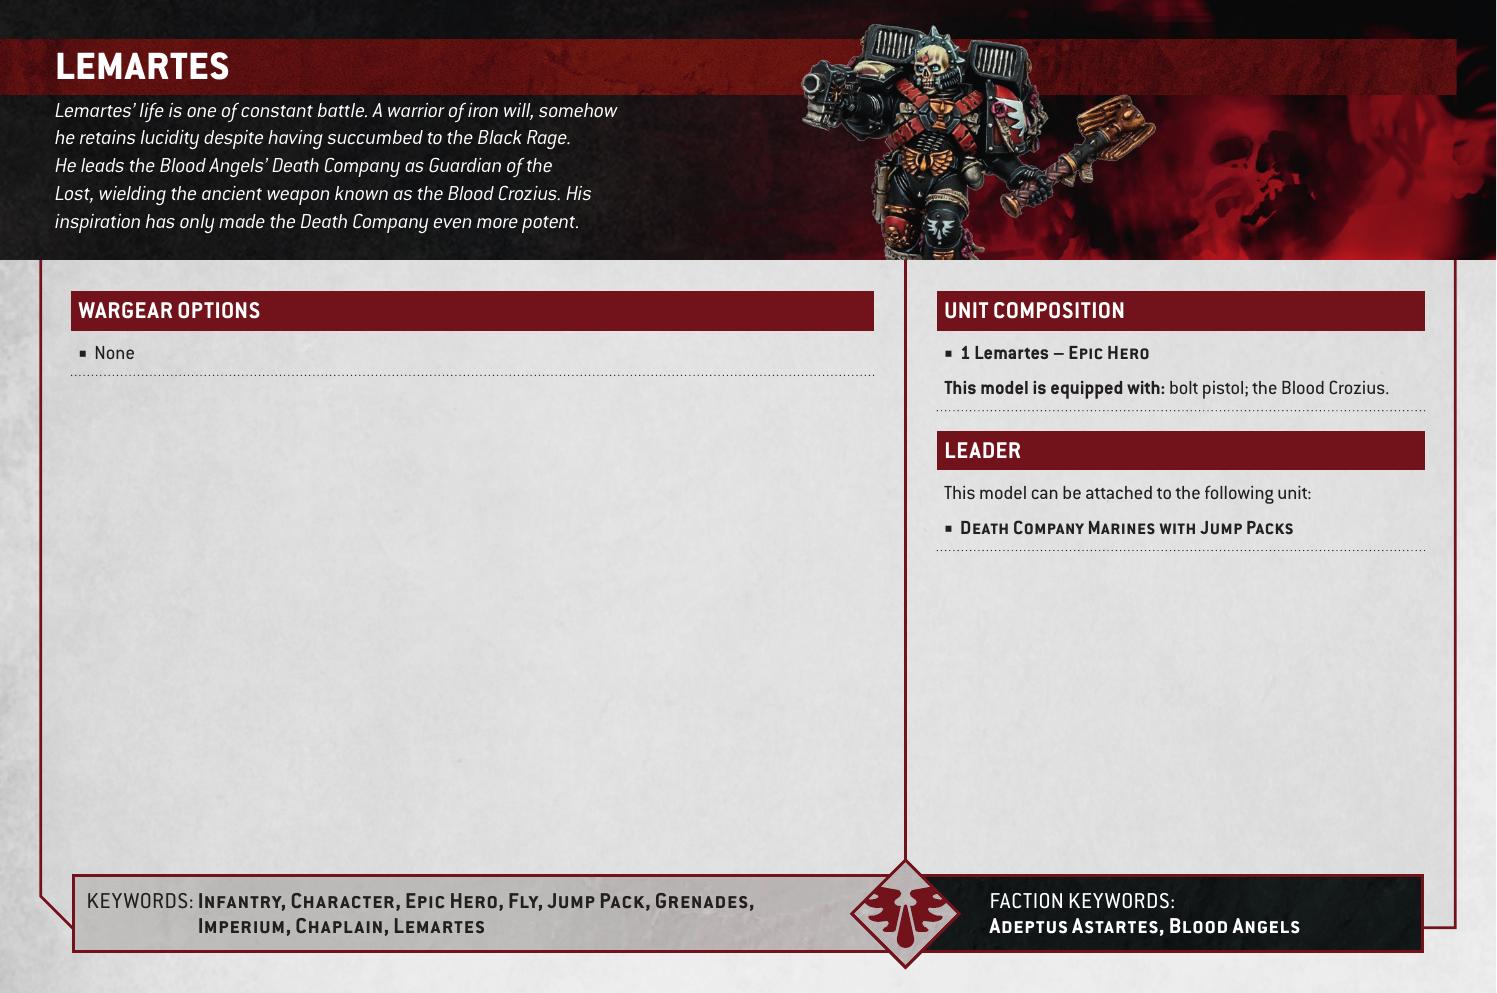 LEMARTES
Lemartes’ life is one of constant battle. A warrior of iron will, somehow
he retains lucidity despite having succumbed to the Black Rage.
He leads the Blood Angels’ Death Company as Guardian of the
Lost, wielding the ancient weapon known as the Blood Crozius. His
inspiration has only made the Death Company even more potent.
WARGEAR OPTIONS
■ None
UNIT COMPOSITION
■ 1 Lemartes – Epic Hero
This model is equipped with: bolt pistol; the Blood Crozius.
LEADER
This model can be attached to the following unit:
■ Death Company Marines with Jump Packs
KEYWORDS: Infantry, Character, Epic Hero, Fly, Jump Pack, Grenades,
Imperium, Chaplain, Lemartes
FACTION KEYWORDS:
Adeptus Astartes, Blood Angels